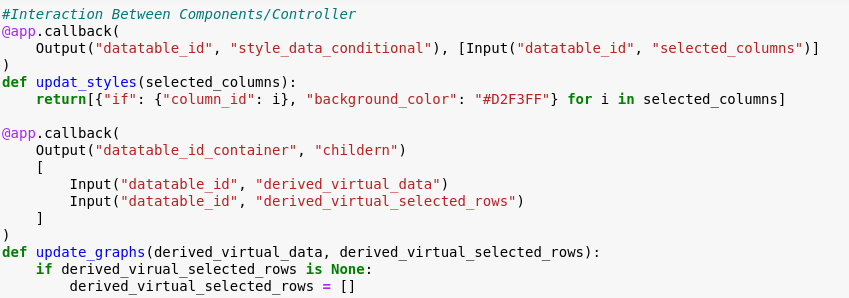 #Interaction Between Components/Controller
@app.callback(
    Output("datatable_id", "style_data_conditional"), [Input("datatable_id", "selected_columns")]
)
def updat_styles(selected_columns):
    return[{"if": {"column_id": i}, "background_color": "#D2F3FF"} for i in selected_columns]

@app.callback(
    Output("datatable_id_container", "childern")
    [
        Input("datatable_id", "derived_virtual_data")
        Input("datatable_id", "derived_virtual_selected_rows")
    ]
)
def update_graphs(derived_virtual_data, derived_virtual_selected_rows):
    if derived_virual_selected_rows is None:
        derived_virtual_selected_rows = []